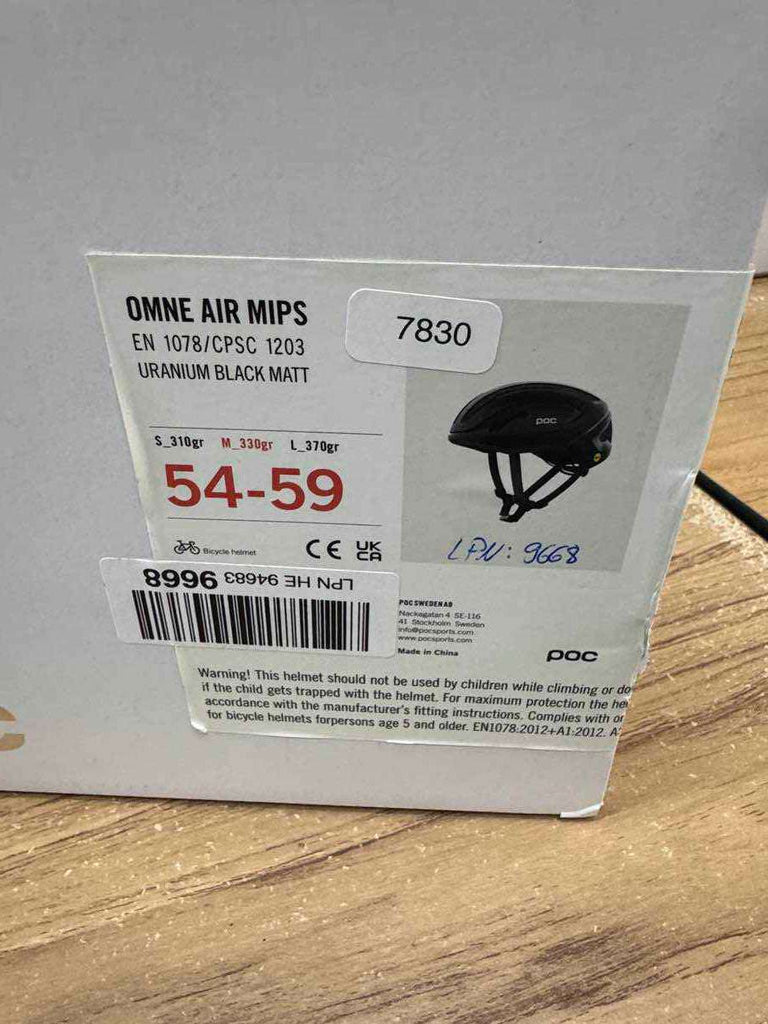 OMNE AIR MIPS
EN 1078/CPSC 1203
URANIUM BLACK MATT
7830
S_310gr M_330gr L_370gr
54-59
poc
Bicycle helmet CE UK CA
LPN: 9668
LPN HE 94683 9668
POC SWEDEN AB
Nackagatan 4 SE-116
41 Stockholm Sweden
info@pocsports.com
www.pocsports.com
Made in China
poc
Warning! This helmet should not be used by children while climbing or do
if the child gets trapped with the helmet. For maximum protection the he
accordance with the manufacturer's fitting instructions. Complies with or
for bicycle helmets forpersons age 5 and older. EN1078:2012+A1:2012. A